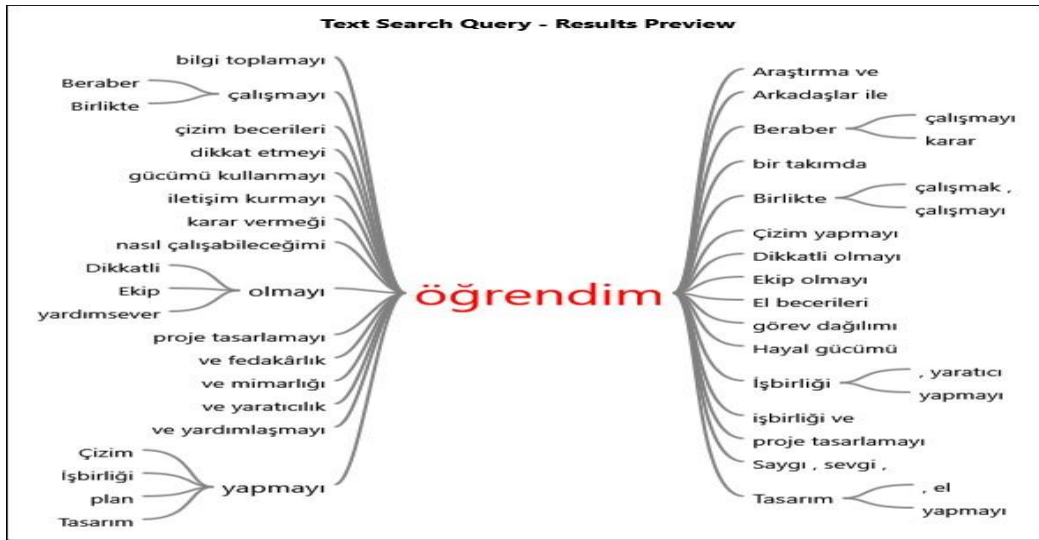 Text Search Query - Results Preview
bilgi toplamayı
Beraber
Birlikte
çalışmayı
çizim becerileri
dikkat etmeyi
gücümü kullanmayı
iletişim kurmayı
karar vermeği
nasıl çalışabileceğimi
Dikkatli
Ekip
yardımsever
olmayı
proje tasarlamayı
ve fedakârlık
ve mimarlığı
ve yaratıcılık
ve yardımlaşmayı
Çizim
İşbirliği
plan
Tasarım
yapmayı
öğrendim
Araştırma ve
Arkadaşlar ile
Beraber
çalışmayı
karar
bir takımda
Birlikte
çalışmak ,
çalışmayı
Çizim yapmayı
Dikkatli olmayı
Ekip olmayı
El becerileri
görev dağılımı
Hayal gücümü
İşbirliği
, yaratıcı
yapmayı
işbirliği ve
proje tasarlamayı
Saygı , sevgi ,
Tasarım
, el
yapmayı